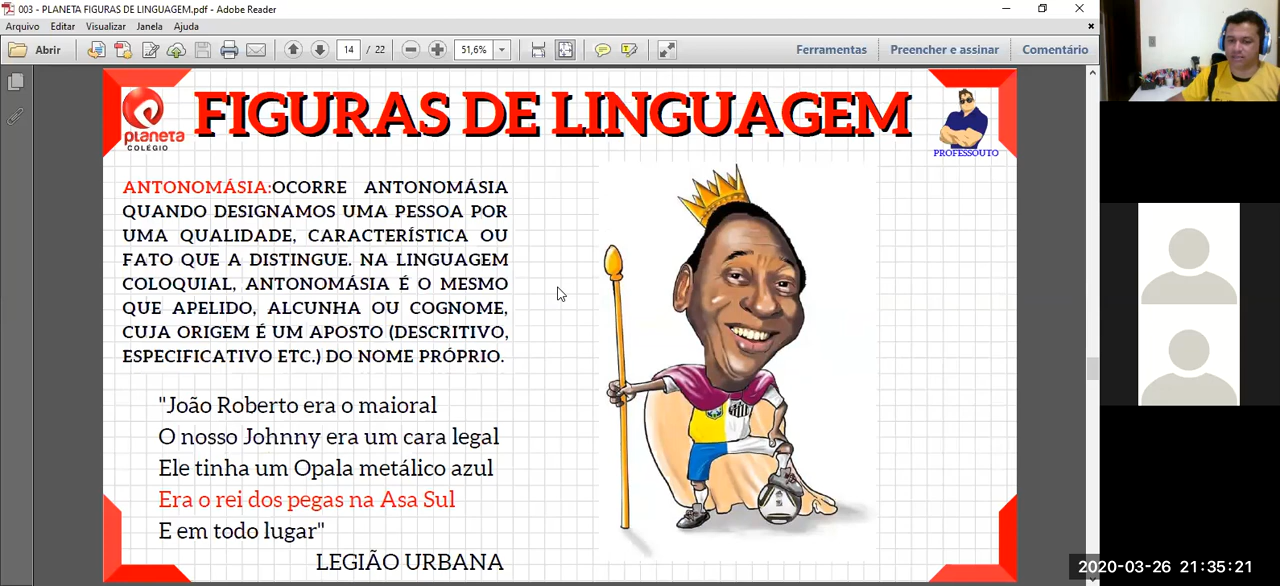 003 - PLANETA FIGURAS DE LINGUAGEM.pdf - Adobe Reader
Arquivo Editar Visualizar Janela Ajuda
Abrir 14 / 22 51,6% Ferramentas Preencher e assinar Comentário
FIGURAS DE LINGUAGEM
planeta
COLÉGIO
PROFESSOUTO
ANTONOMÁSIA:OCORRE ANTONOMÁSIA
QUANDO DESIGNAMOS UMA PESSOA POR
UMA QUALIDADE, CARACTERÍSTICA OU
FATO QUE A DISTINGUE. NA LINGUAGEM
COLOQUIAL, ANTONOMÁSIA É O MESMO
QUE APELIDO, ALCUNHA OU COGNOME,
CUJA ORIGEM É UM APOSTO (DESCRITIVO,
ESPECIFICATIVO ETC.) DO NOME PRÓPRIO.
"João Roberto era o maioral
O nosso Johnny era um cara legal
Ele tinha um Opala metálico azul
Era o rei dos pegas na Asa Sul
E em todo lugar"
LEGIÃO URBANA
2020-03-26 21:35:21